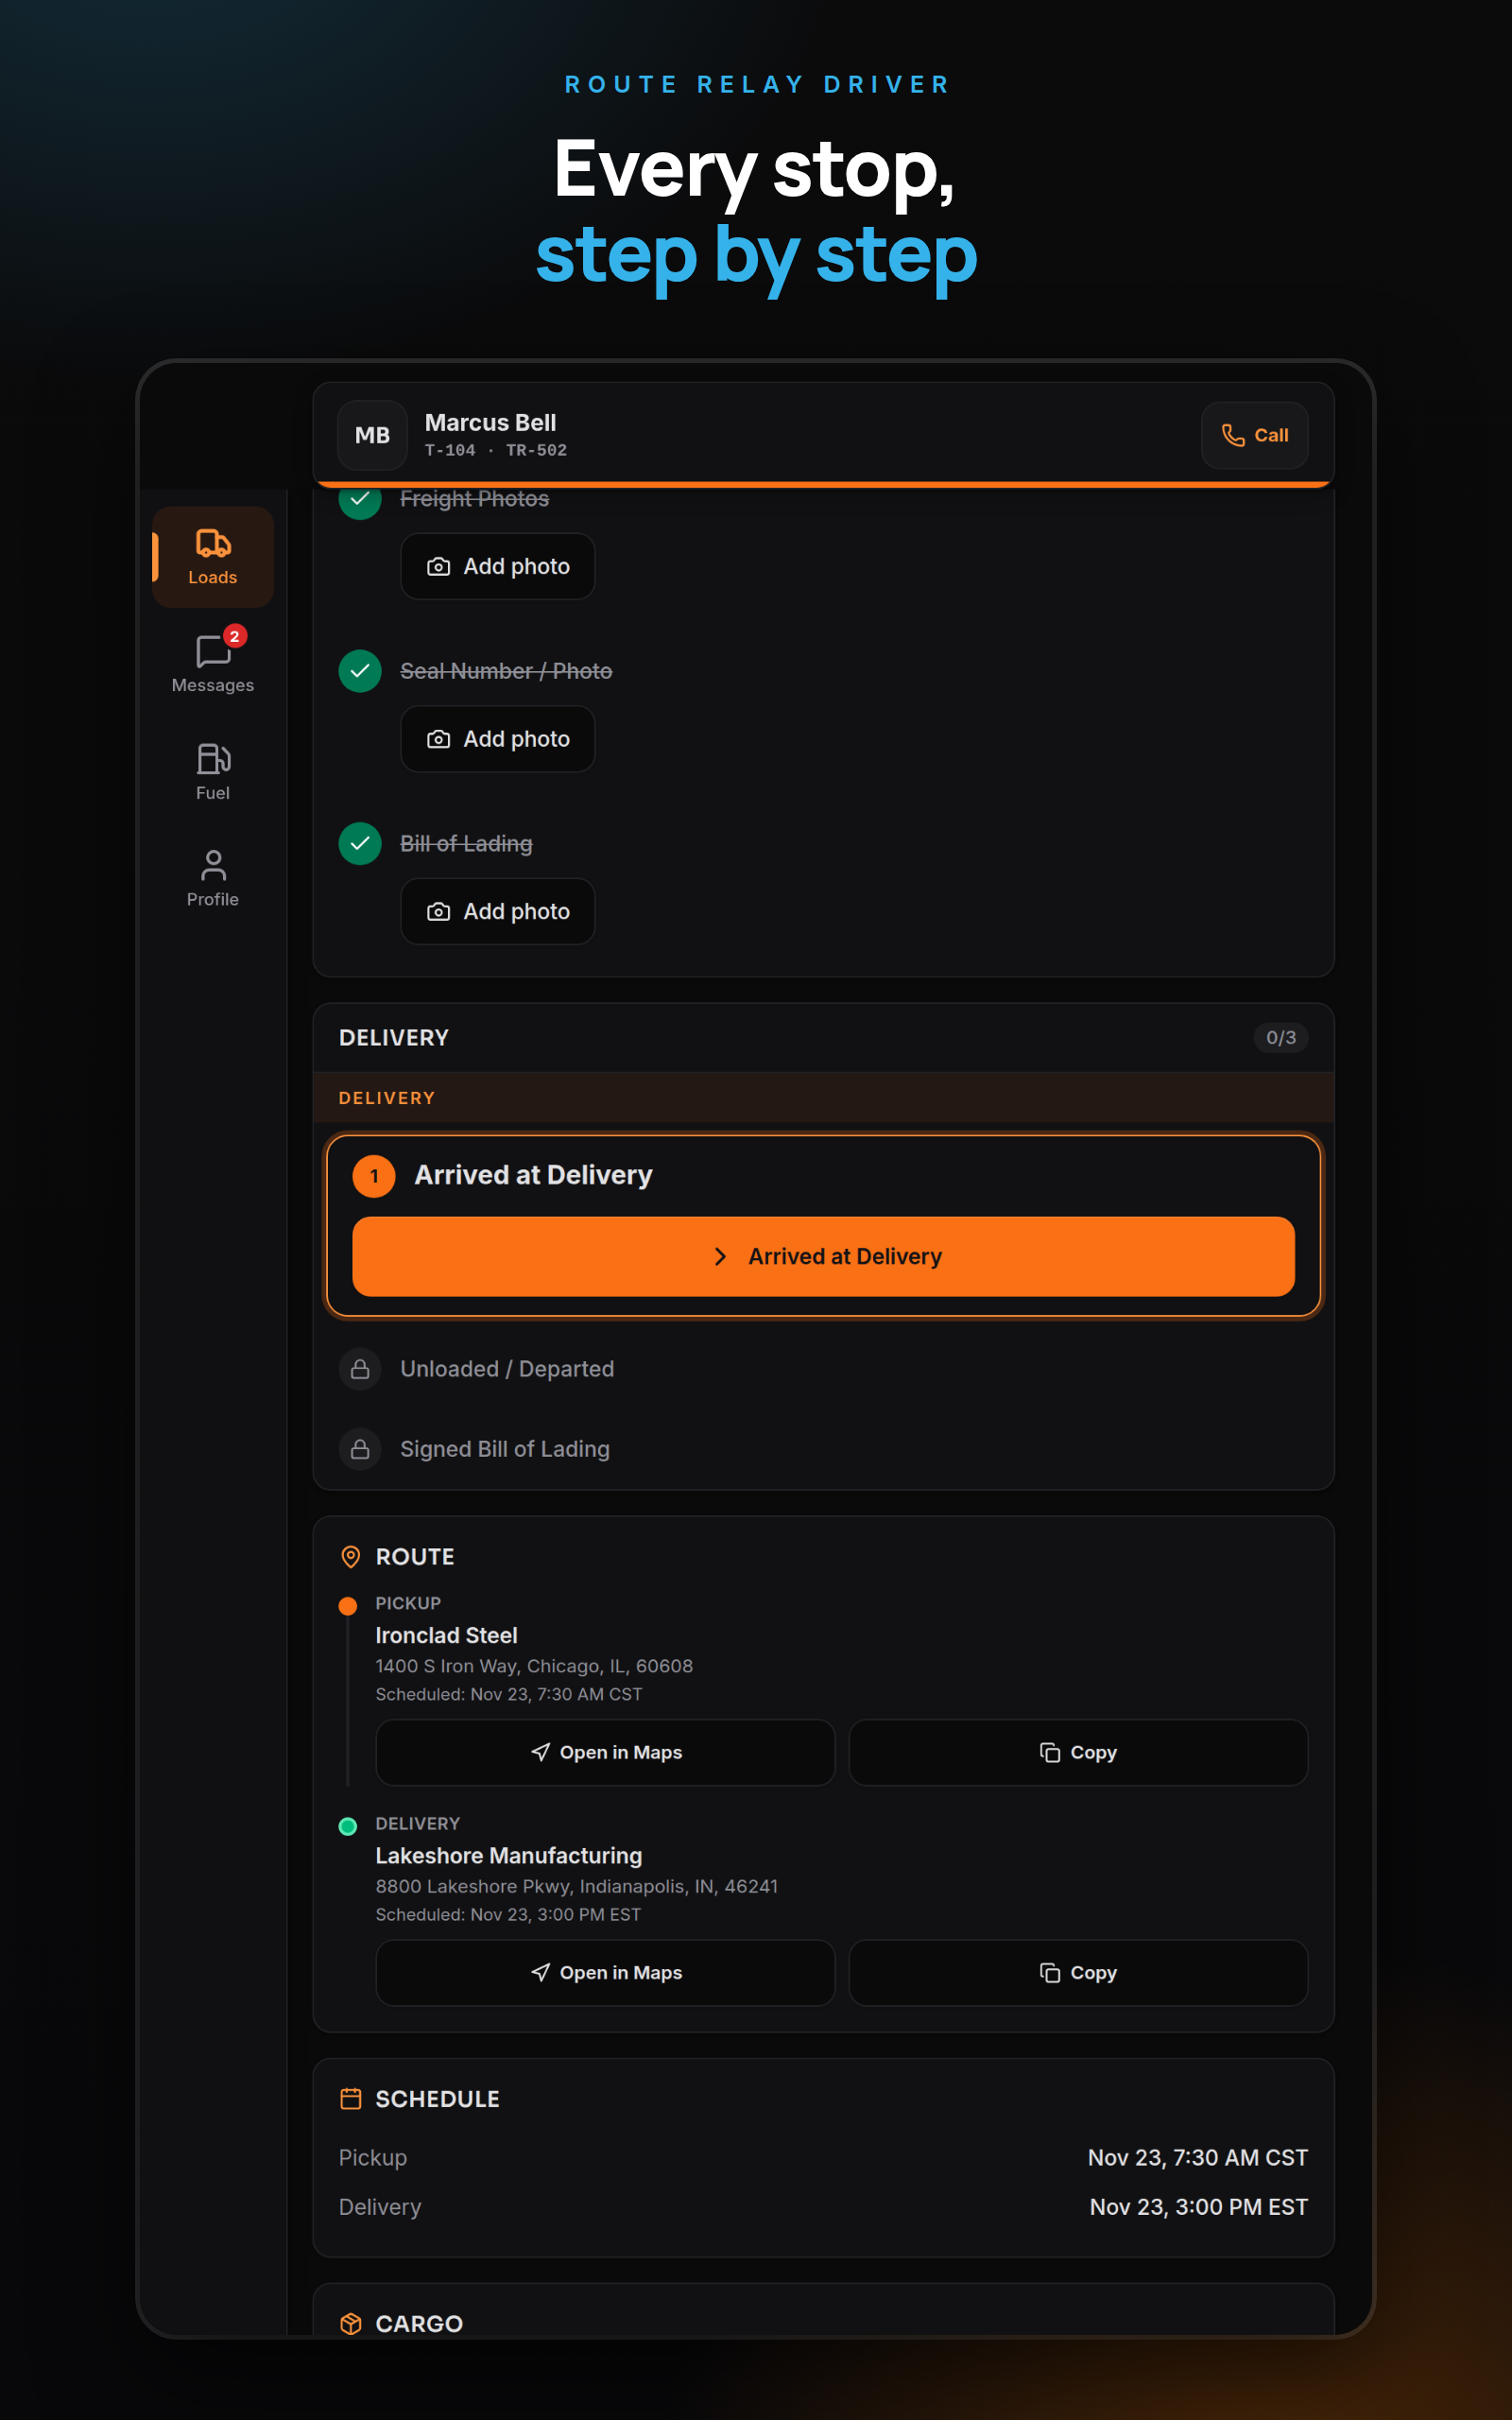 ROUTE RELAY DRIVER
Every stop,
step by step
MB
Marcus Bell
T-104 · TR-502
Call
Loads
2
Messages
Fuel
Profile
Freight Photos
Add photo
Seal Number / Photo
Add photo
Bill of Lading
Add photo
DELIVERY
0/3
DELIVERY
1
Arrived at Delivery
Arrived at Delivery
Unloaded / Departed
Signed Bill of Lading
ROUTE
PICKUP
Ironclad Steel
1400 S Iron Way, Chicago, IL, 60608
Scheduled: Nov 23, 7:30 AM CST
Open in Maps
Copy
DELIVERY
Lakeshore Manufacturing
8800 Lakeshore Pkwy, Indianapolis, IN, 46241
Scheduled: Nov 23, 3:00 PM EST
Open in Maps
Copy
SCHEDULE
Pickup
Nov 23, 7:30 AM CST
Delivery
Nov 23, 3:00 PM EST
CARGO